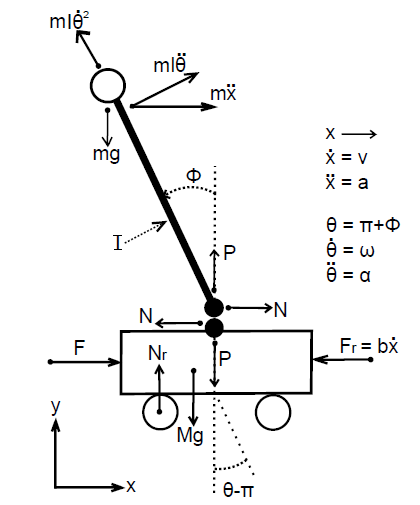 mlθ̇²
mlθ̈
mẍ
mg
x
ẋ = v
ẍ = a
Φ
θ = π+Φ
θ̇ = ω
θ̈ = α
I
P
N
N
F
Nr
P
Fr = bẋ
Mg
y
x
θ-π